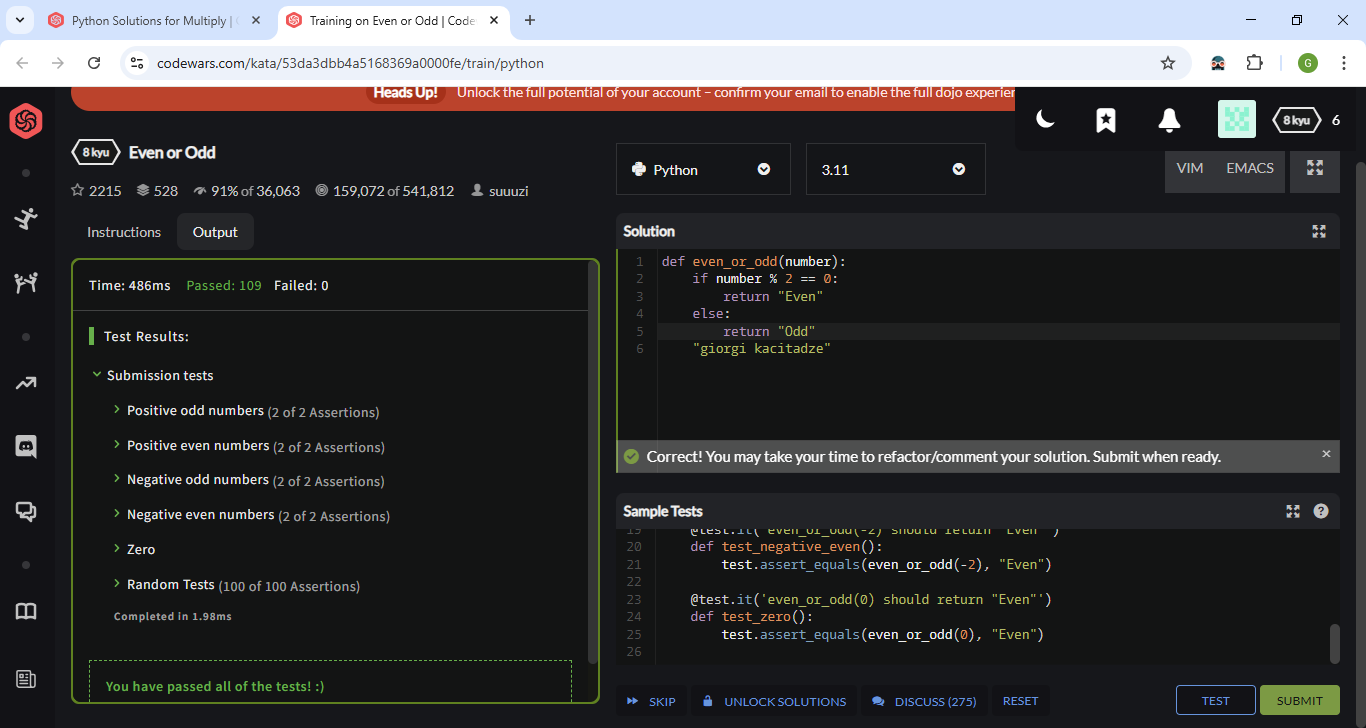 Python Solutions for Multiply |
Training on Even or Odd | Code
codewars.com/kata/53da3dbb4a5168369a0000fe/train/python
G
Heads Up! Unlock the full potential of your account – confirm your email to enable the full dojo
8 kyu 6
8 kyu Even or Odd
2215 528 91% of 36,063 159,072 of 541,812 suuuzi
Python
3.11
VIM EMACS
Instructions Output
Time: 486ms Passed: 109 Failed: 0
Test Results:
Submission tests
Positive odd numbers (2 of 2 Assertions)
Positive even numbers (2 of 2 Assertions)
Negative odd numbers (2 of 2 Assertions)
Negative even numbers (2 of 2 Assertions)
Zero
Random Tests (100 of 100 Assertions)
Completed in 1.98ms
You have passed all of the tests! :)
Solution
1 def even_or_odd(number):
2 if number % 2 == 0:
3 return "Even"
4 else:
5 return "Odd"
6 "giorgi kacitadze"
Correct! You may take your time to refactor/comment your solution. Submit when ready.
Sample Tests
19 @test.it('even_or_odd(-2) should return "Even"')
20 def test_negative_even():
21 test.assert_equals(even_or_odd(-2), "Even")
22
23 @test.it('even_or_odd(0) should return "Even"')
24 def test_zero():
25 test.assert_equals(even_or_odd(0), "Even")
26
SKIP UNLOCK SOLUTIONS DISCUSS (275) RESET TEST SUBMIT